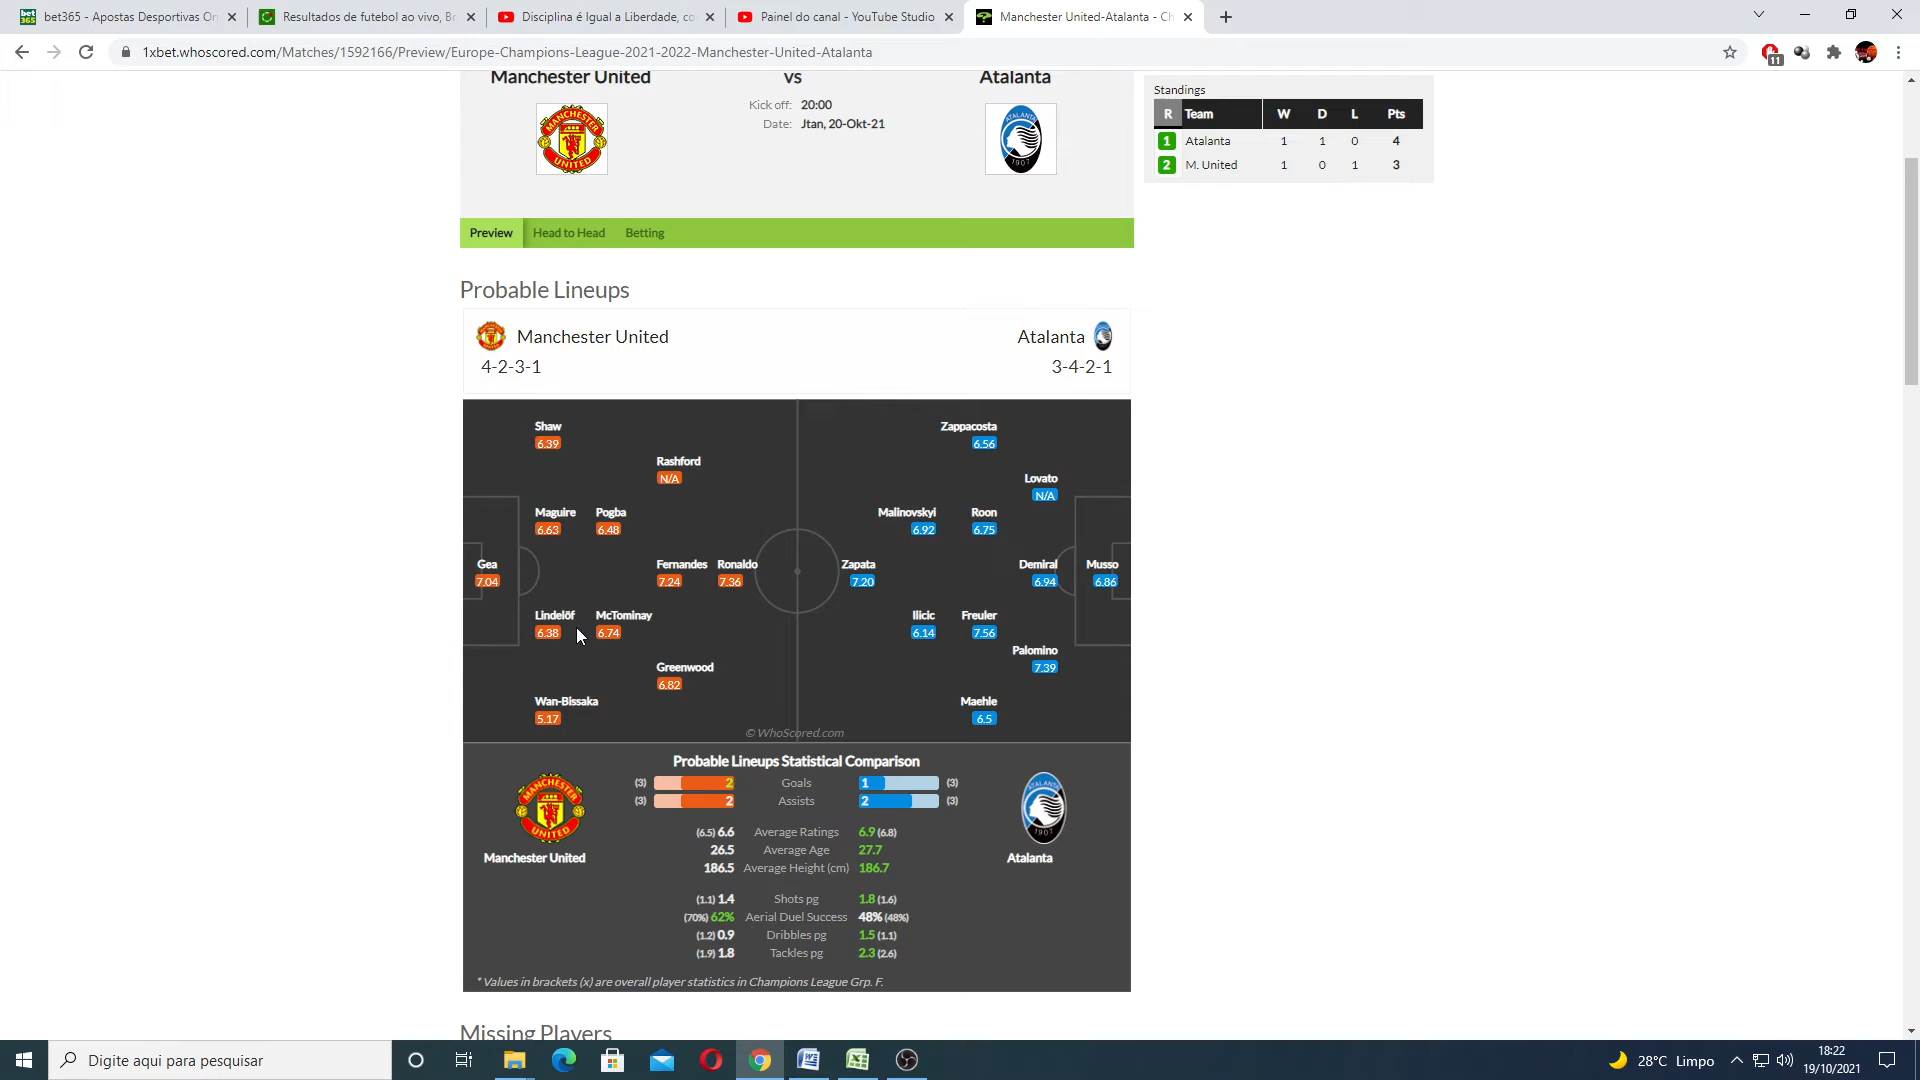 bet365 - Apostas Desportivas On
Resultados de futebol ao vivo, Br
Disciplina é Igual a Liberdade, co
Painel do canal - YouTube Studio
Manchester United-Atalanta - Ch
1xbet.whoscored.com/Matches/1592166/Preview/Europe-Champions-League-2021-2022-Manchester-United-Atalanta
11
Manchester United vs Atalanta
Kick off: 20:00
Date: Jtan, 20-Okt-21
Standings
R Team W D L Pts
1 Atalanta 1 1 0 4
2 M. United 1 0 1 3
Preview Head to Head Betting
Probable Lineups
Manchester United Atalanta
4-2-3-1 3-4-2-1
Shaw Zappacosta
6.39 6.56
Rashford Lovato
N/A N/A
Maguire Pogba Malinovskyi Roon
6.63 6.48 6.92 6.75
Gea Fernandes Ronaldo Zapata Demiral Musso
7.04 7.24 7.36 7.20 6.94 6.86
Lindelöf McTominay Ilicic Freuler
6.38 6.74 6.14 7.56
Greenwood Palomino
6.82 7.39
Wan-Bissaka Maehle
5.17 6.5
© WhoScored.com
Probable Lineups Statistical Comparison
(3) 2 Goals 1 (3)
(3) 2 Assists 2 (3)
(6.5) 6.6 Average Ratings 6.9 (6.8)
26.5 Average Age 27.7
186.5 Average Height (cm) 186.7
Manchester United Atalanta
(1.1) 1.4 Shots pg 1.8 (1.6)
(70%) 62% Aerial Duel Success 48% (48%)
(1.2) 0.9 Dribbles pg 1.5 (1.1)
(1.9) 1.8 Tackles pg 2.3 (2.6)
* Values in brackets (x) are overall player statistics in Champions League Grp. F.
Missing Players
Digite aqui para pesquisar
28°C Limpo
18:22
19/10/2021